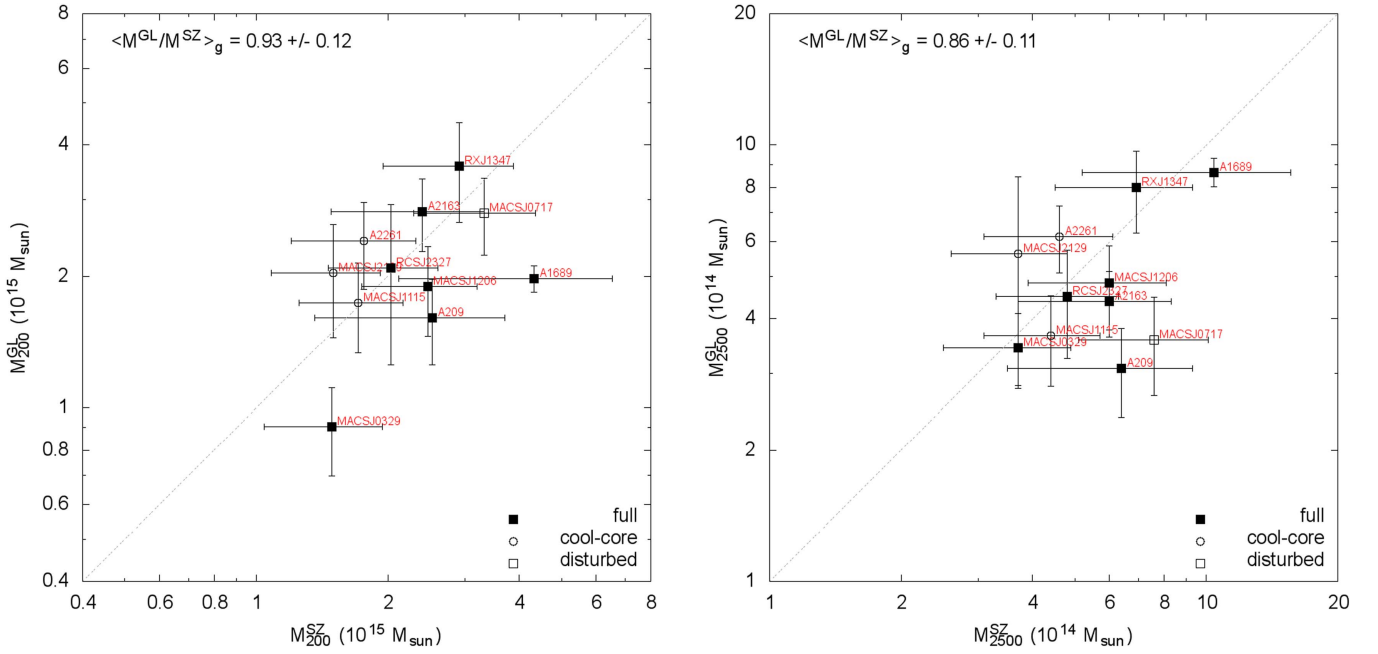 <M^GL/M^SZ>_g = 0.93 +/- 0.12
8
6
4
2
1
0.8
0.6
0.4
M^GL_200 (10^15 M_sun)
RXJ1347
A2163
MACSJ0717
A2261
RCSJ2327
A1689
MACSJ1206
MACSJ1115
A209
MACSJ0329
full
cool-core
disturbed
0.4 0.6 0.8 1 2 4 6 8
M^SZ_200 (10^15 M_sun)
<M^GL/M^SZ>_g = 0.86 +/- 0.11
20
10
8
6
4
2
1
M^GL_2500 (10^14 M_sun)
A1689
RXJ1347
A2261
MACSJ2129
MACSJ1206
RCSJ2327
A2163
MACSJ1115
MACSJ0717
MACSJ0329
A209
full
cool-core
disturbed
1 2 4 6 8 10 20
M^SZ_2500 (10^14 M_sun)